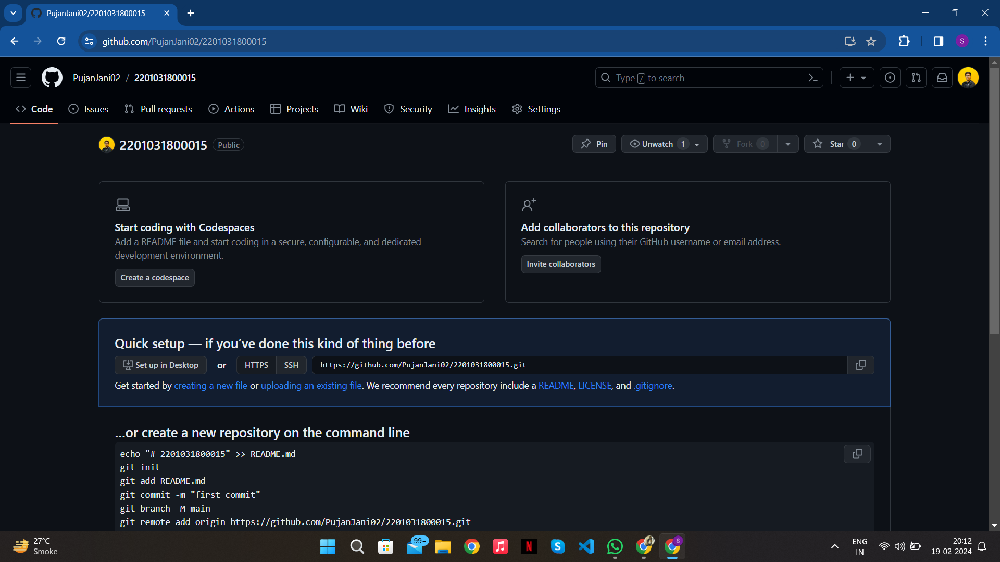 PujanJani02/2201031800015
github.com/PujanJani02/2201031800015
S
PujanJani02 / 2201031800015
Type / to search
Code
Issues
Pull requests
Actions
Projects
Wiki
Security
Insights
Settings
2201031800015
Public
Pin
Unwatch 1
Fork 0
Star 0
Start coding with Codespaces
Add a README file and start coding in a secure, configurable, and dedicated
development environment.
Create a codespace
Add collaborators to this repository
Search for people using their GitHub username or email address.
Invite collaborators
Quick setup — if you’ve done this kind of thing before
Set up in Desktop or HTTPS SSH https://github.com/PujanJani02/2201031800015.git
Get started by creating a new file or uploading an existing file. We recommend every repository include a README, LICENSE, and .gitignore.
…or create a new repository on the command line
echo "# 2201031800015" >> README.md
git init
git add README.md
git commit -m "first commit"
git branch -M main
git remote add origin https://github.com/PujanJani02/2201031800015.git
27°C
Smoke
99+
N
S
S
ENG
IN
20:12
19-02-2024